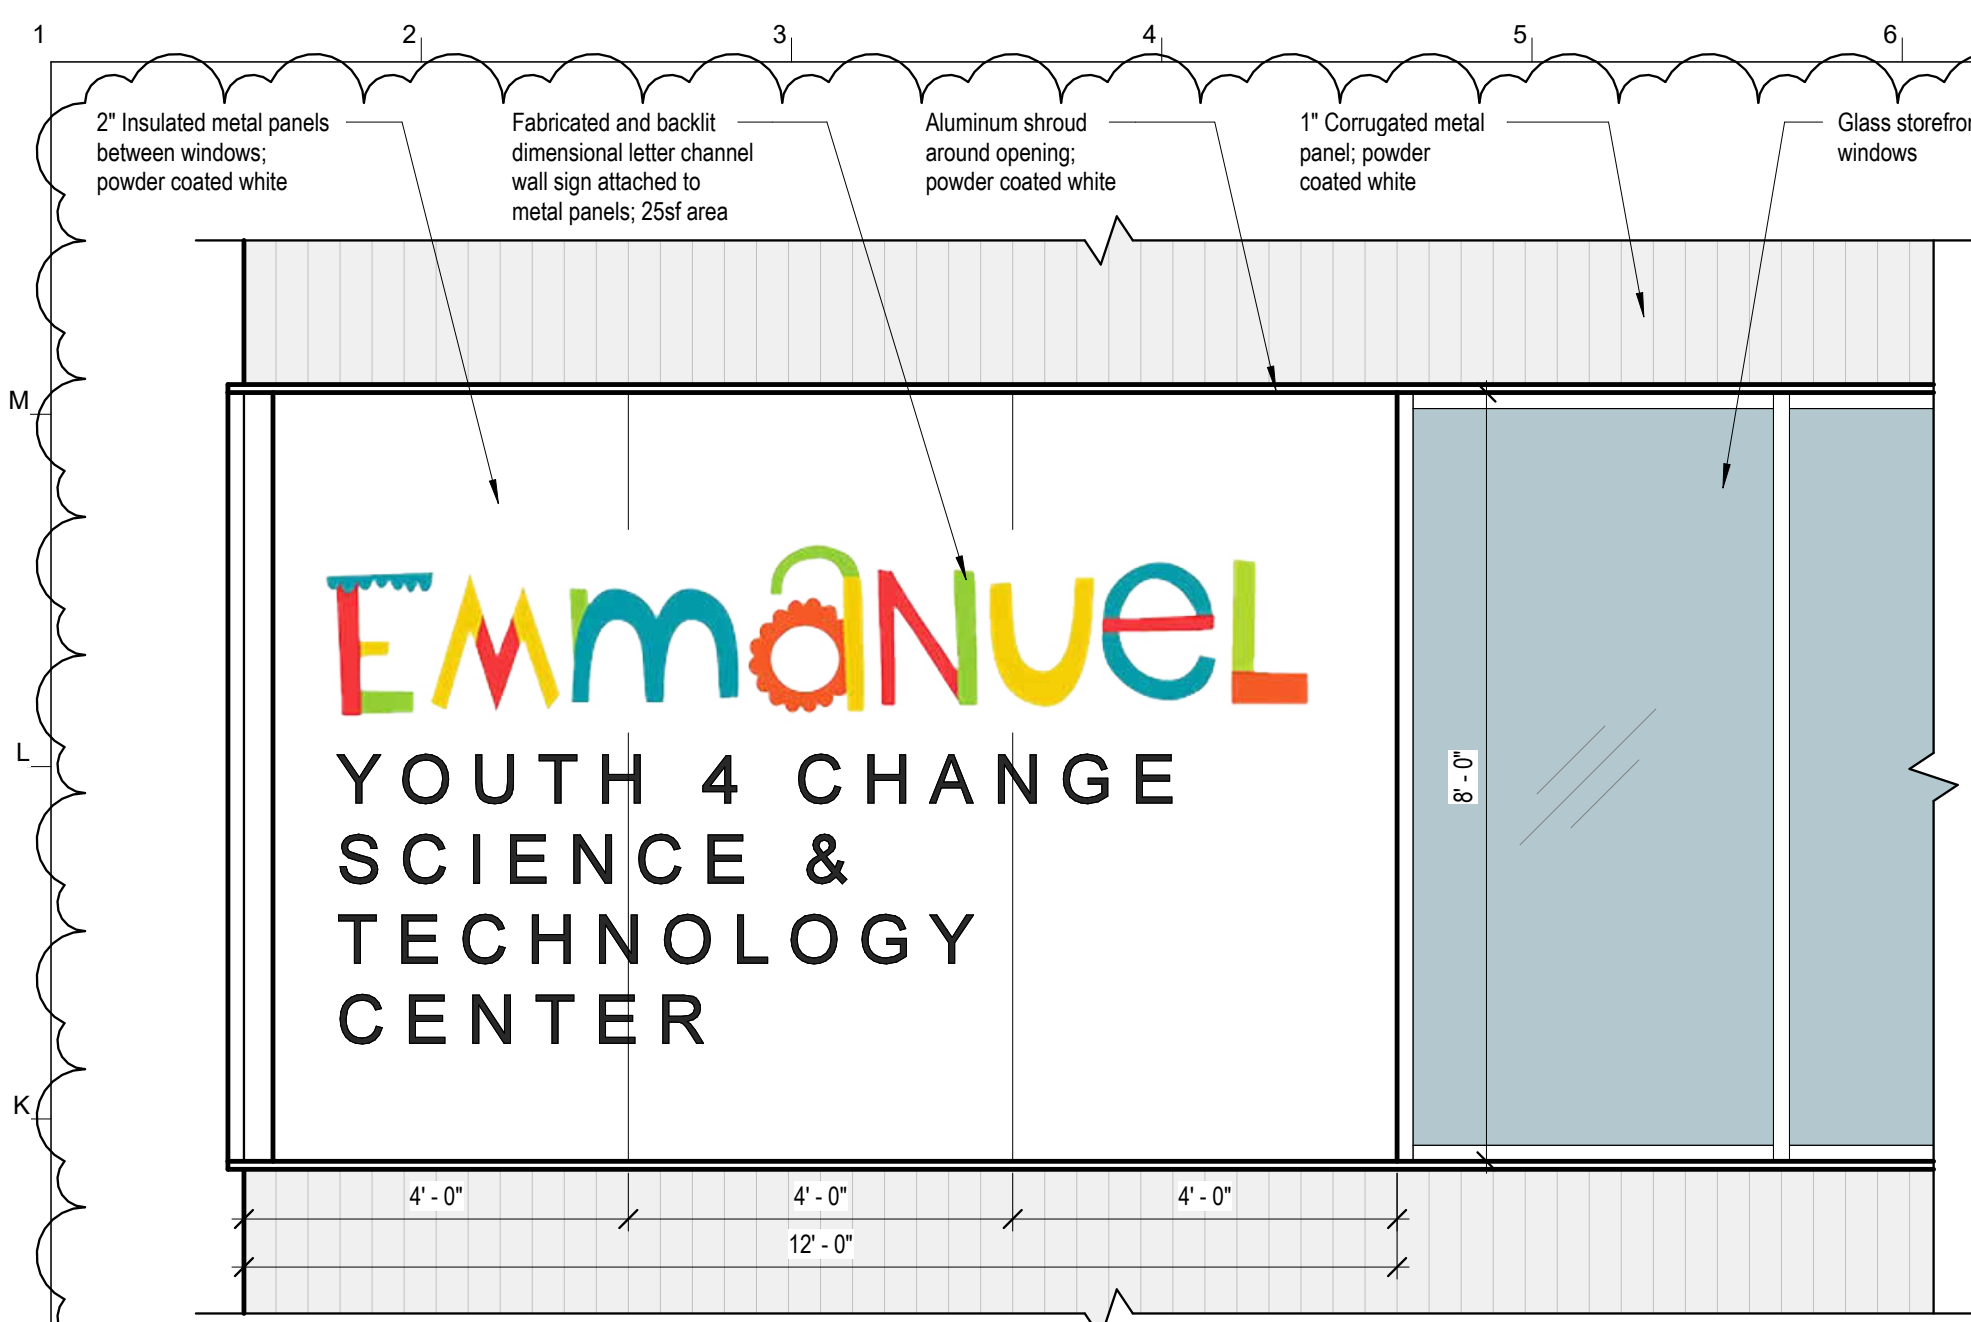 1 2 3 4 5 6
2" Insulated metal panels
between windows;
powder coated white
Fabricated and backlit
dimensional letter channel
wall sign attached to
metal panels; 25sf area
Aluminum shroud
around opening;
powder coated white
1" Corrugated metal
panel; powder
coated white
Glass
windows
M
EMMANUEL
L
YOUTH 4 CHANGE
8' - 0"
SCIENCE &
TECHNOLOGY
CENTER
K
4' - 0" 4' - 0" 4' - 0"
12' - 0"